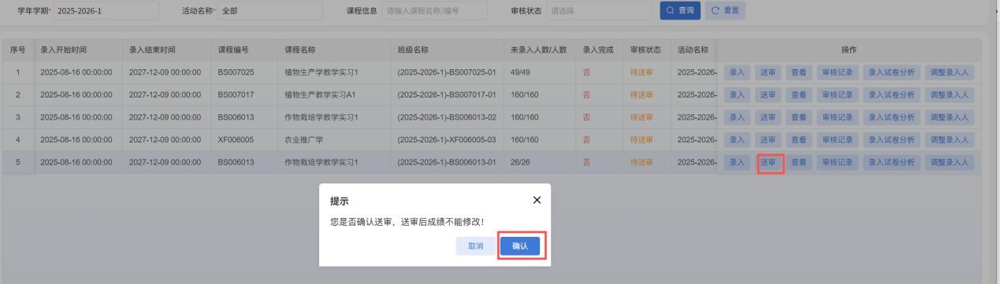 学年学期* 2025-2026-1 活动名称* 全部 课程信息 请输入课程名称/编号 审核状态 请选择 查询 重置
序号 录入开始时间 录入结束时间 课程编号 课程名称 班级名称 未录入人数/人数 录入完成 审核状态 活动名称 操作
1 2025-08-16 00:00:00 2027-12-09 00:00:00 BS007025 植物生产学教学实习1 (2025-2026-1)-BS007025-01 49/49 否 待送审 2025-2026- 录入 送审 查看 审核记录 录入试卷分析 调整录入人
2 2025-08-16 00:00:00 2027-12-09 00:00:00 BS007017 植物生产教学实习A1 (2025-2026-1)-BS007017-01 160/160 否 待送审 2025-2026- 录入 送审 查看 审核记录 录入试卷分析 调整录入人
3 2025-08-16 00:00:00 2027-12-09 00:00:00 BS006013 作物栽培学教学实习1 (2025-2026-1)-BS006013-02 160/160 否 待送审 2025-2026- 录入 送审 查看 审核记录 录入试卷分析 调整录入人
4 2025-08-16 00:00:00 2027-12-09 00:00:00 XF006005 农业推广学 (2025-2026-1)-XF006005-03 160/160 否 待送审 2025-2026- 录入 送审 查看 审核记录 录入试卷分析 调整录入人
5 2025-08-16 00:00:00 2027-12-09 00:00:00 BS006013 作物栽培学教学实习1 (2025-2026-1)-BS006013-01 26/26 否 待送审 2025-2026- 录入 送审 查看 审核记录 录入试卷分析 调整录入人
提示
您是否确认送审，送审后成绩不能修改！
取消 确认